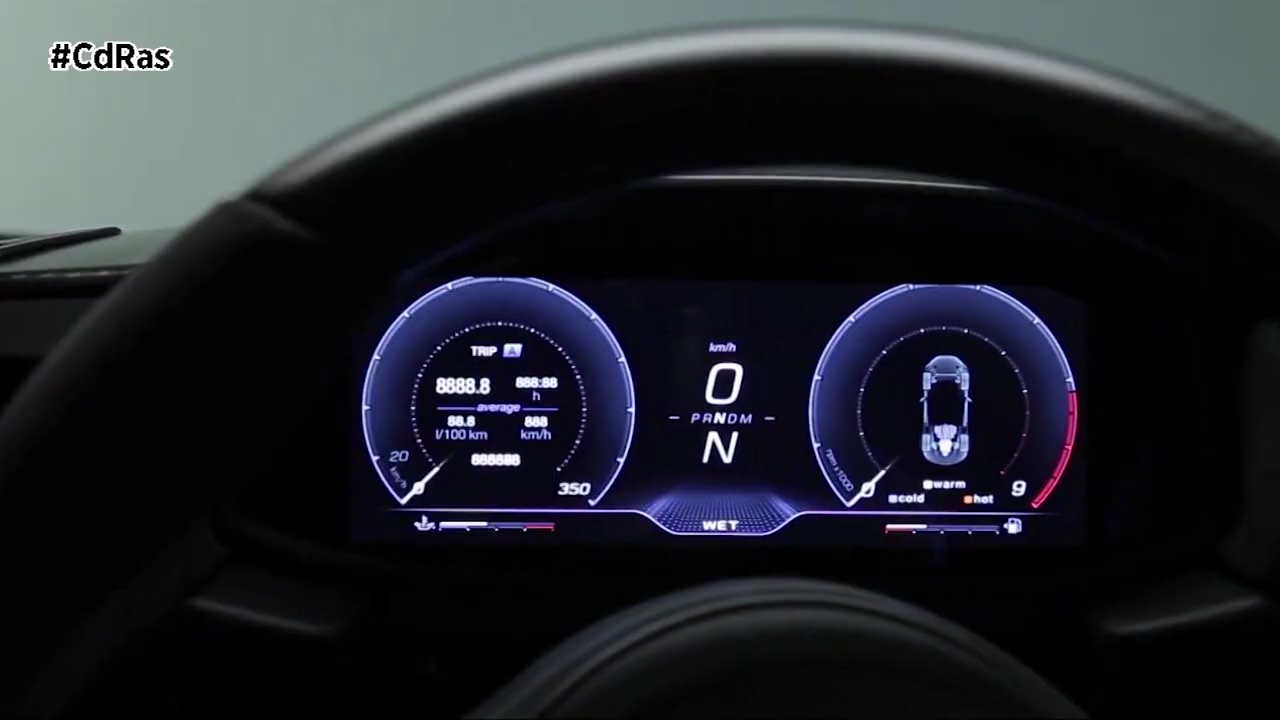 #CdRas
TRIP A
8888.8 888:88
h
average
88.8 888
l/100 km km/h
888888
20
km/h
0
350
km/h
0
PRNDM
N
WET
rpm x1000
0
9
warm
cold hot